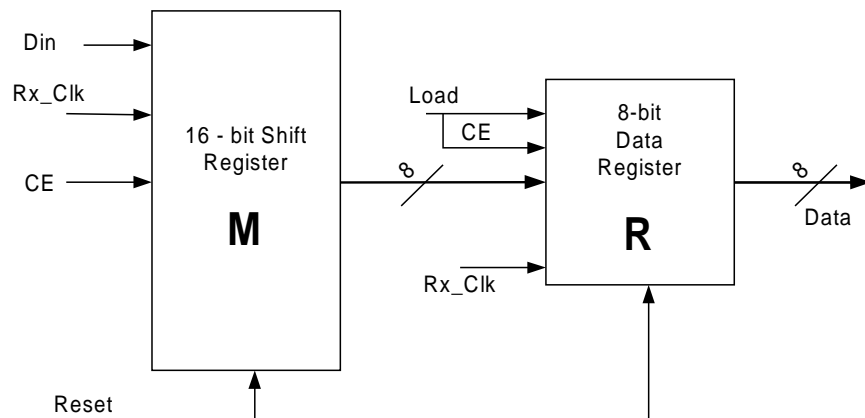 Din
Rx_Clk
CE
16 - bit Shift
Register
M
8
Load
CE
Rx_Clk
8-bit
Data
Register
R
8
Data
Reset